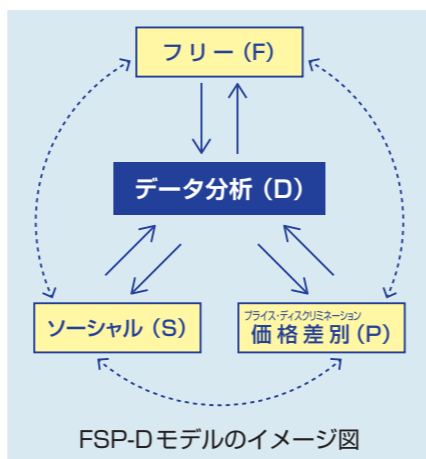 フリー（F）
データ分析（D）
ソーシャル（S）
プライス・ディスクリミネーション
価格差別（P）
FSP-Dモデルのイメージ図